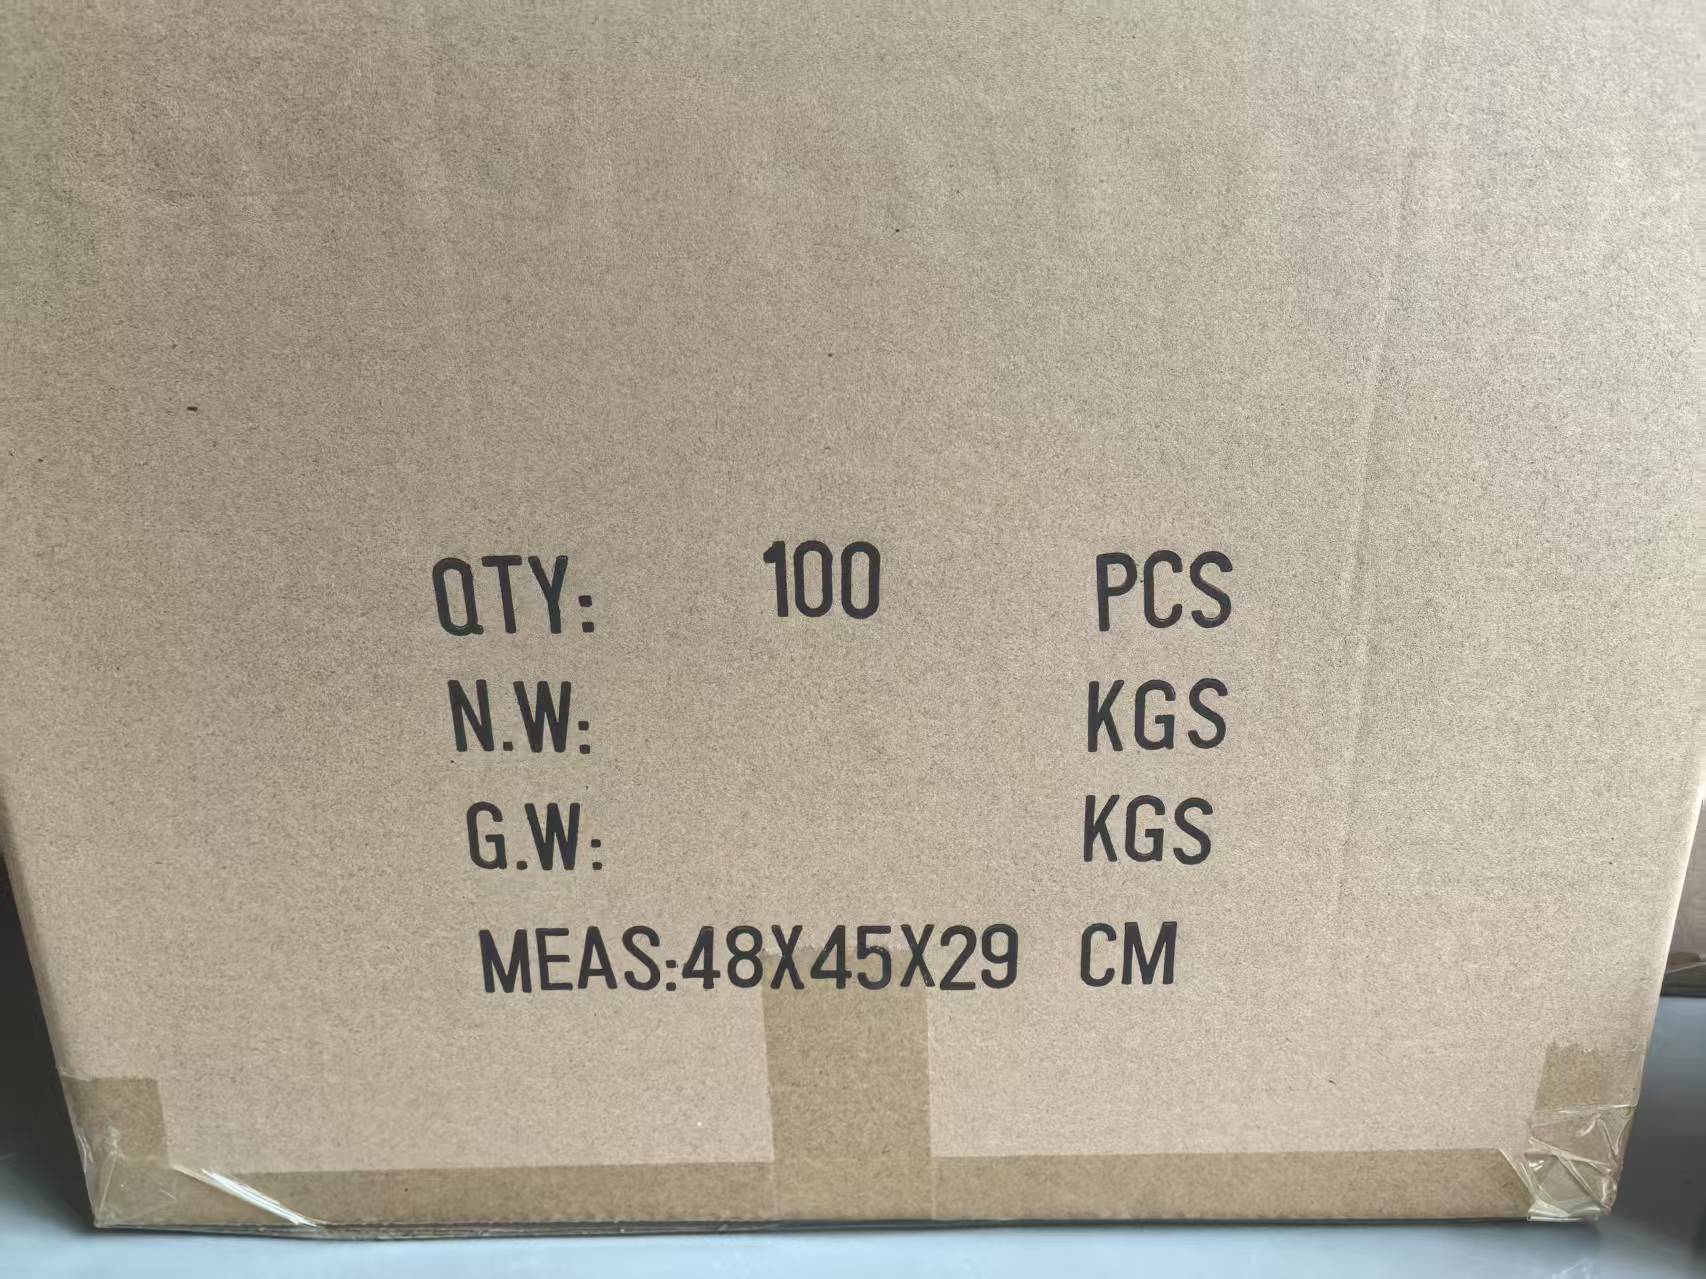 QTY: 100 PCS
N.W: KGS
G.W: KGS
MEAS:48X45X29 CM